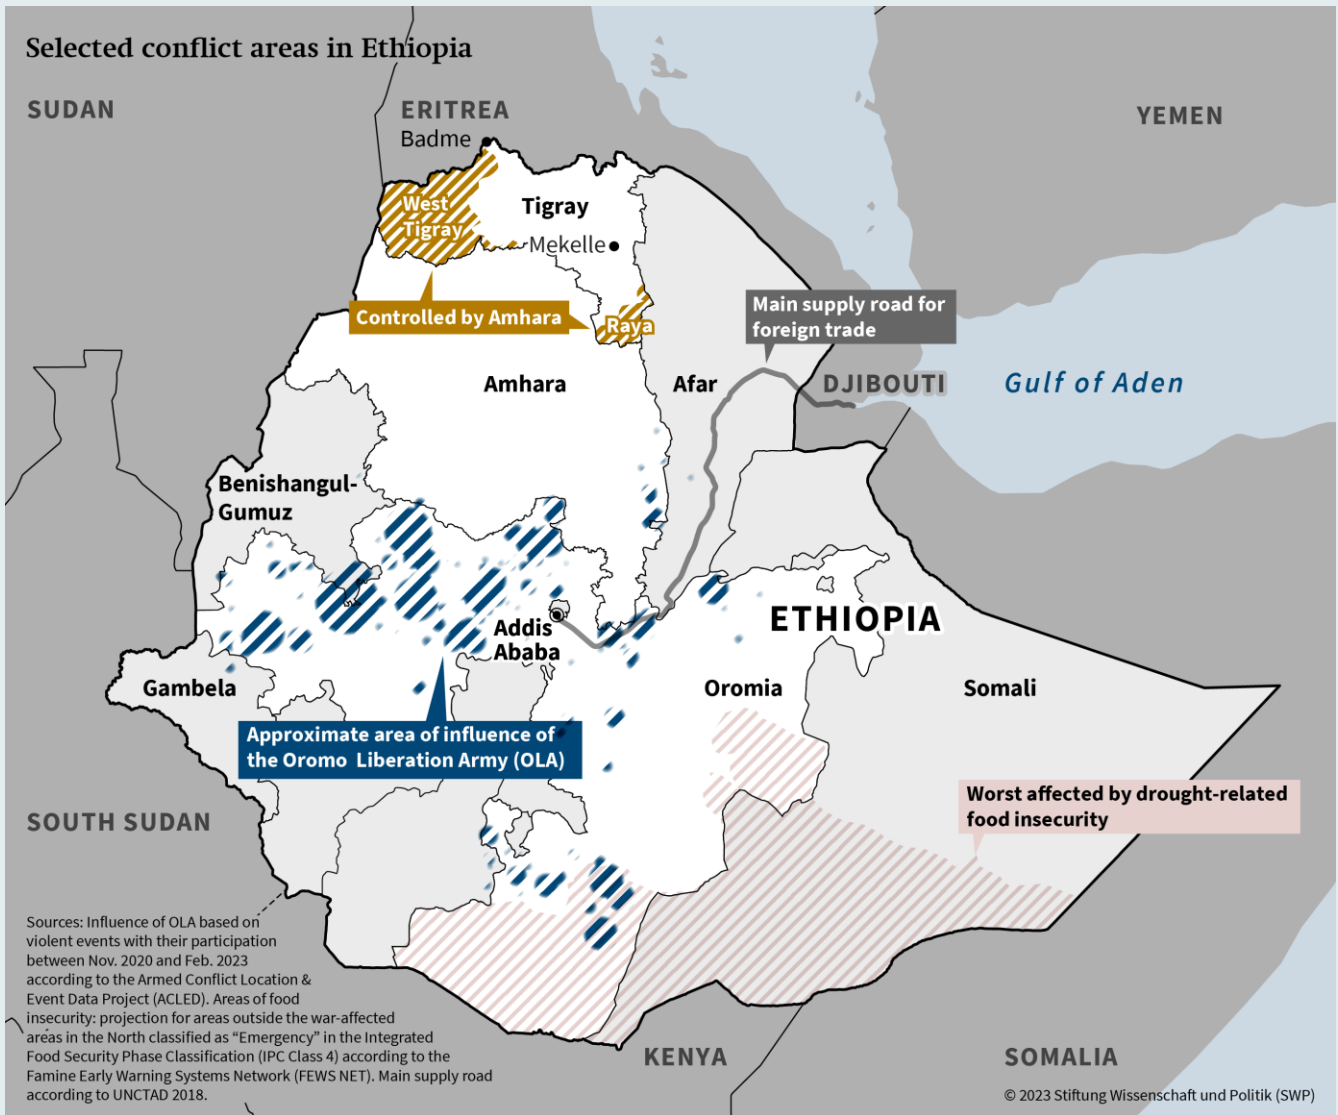 Selected conflict areas in Ethiopia
SUDAN
ERITREA
YEMEN
Badme
West
Tigray
Tigray
Mekelle
Controlled by Amhara
Raya
Main supply road for
foreign trade
Amhara
Afar
DJIBOUTI
Gulf of Aden
Benishangul-
Gumuz
Addis
Ababa
ETHIOPIA
Gambela
Oromia
Somali
Approximate area of influence of
the Oromo Liberation Army (OLA)
Worst affected by drought-related
food insecurity
SOUTH SUDAN
KENYA
SOMALIA
Sources: Influence of OLA based on
violent events with their participation
between Nov. 2020 and Feb. 2023
according to the Armed Conflict Location &
Event Data Project (ACLED). Areas of food
insecurity: projection for areas outside the war-affected
areas in the North classified as “Emergency” in the Integrated
Food Security Phase Classification (IPC Class 4) according to the
Famine Early Warning Systems Network (FEWS NET). Main supply road
according to UNCTAD 2018.
© 2023 Stiftung Wissenschaft und Politik (SWP)